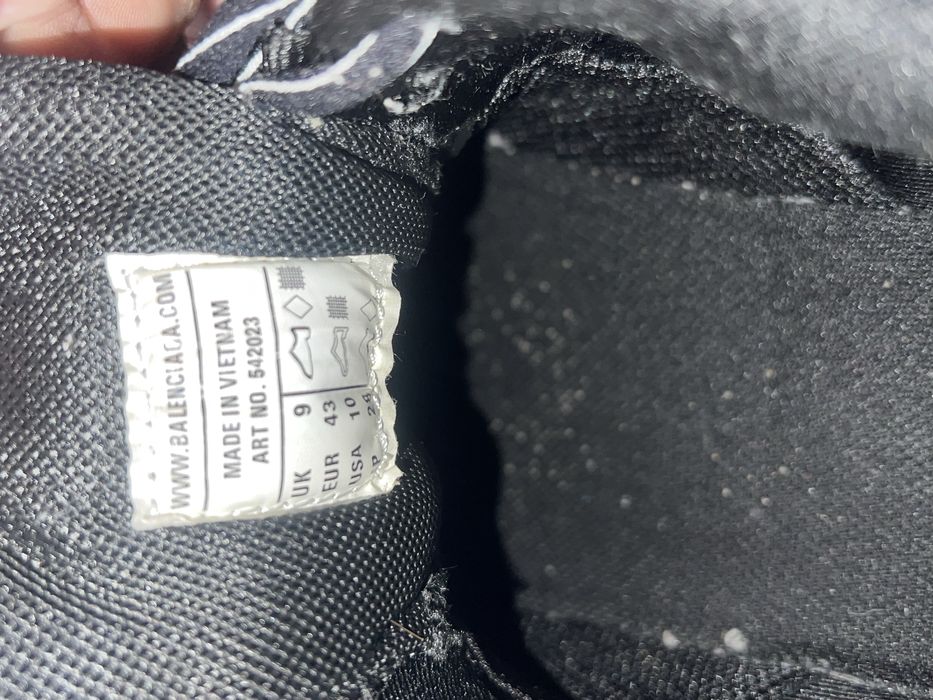 WWW.BALENCIAGA.COM
MADE IN VIETNAM
ART NO. 542023
UK 9
EUR 43
USA 10